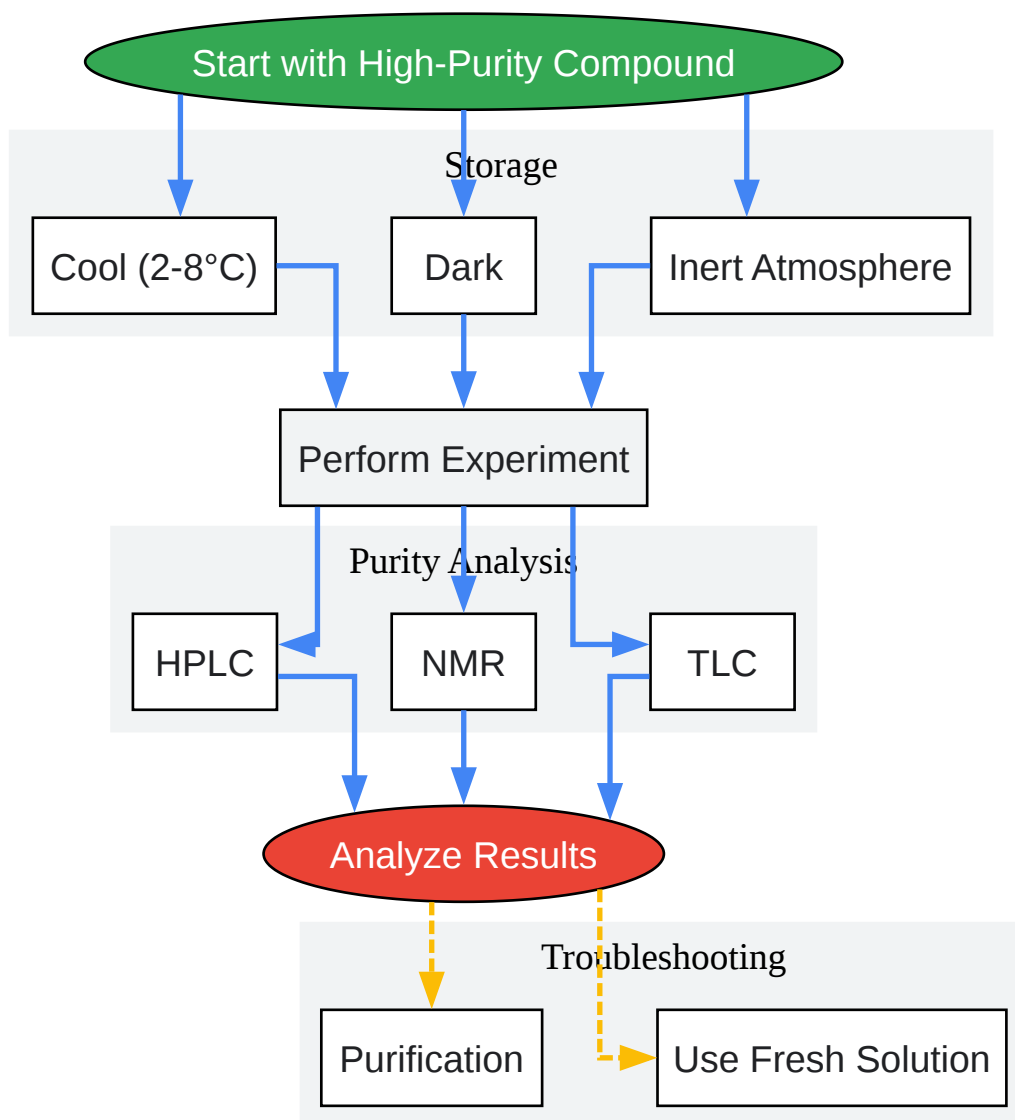 Start with High-Purity Compound
Storage
Cool (2-8°C)
Dark
Inert Atmosphere
Perform Experiment
Purity Analysis
HPLC
NMR
TLC
Analyze Results
Troubleshooting
Purification
Use Fresh Solution